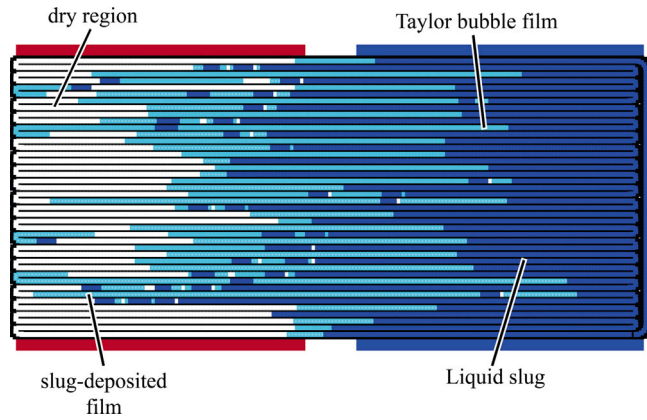 dry region
Taylor bubble film
slug-deposited
film
Liquid slug